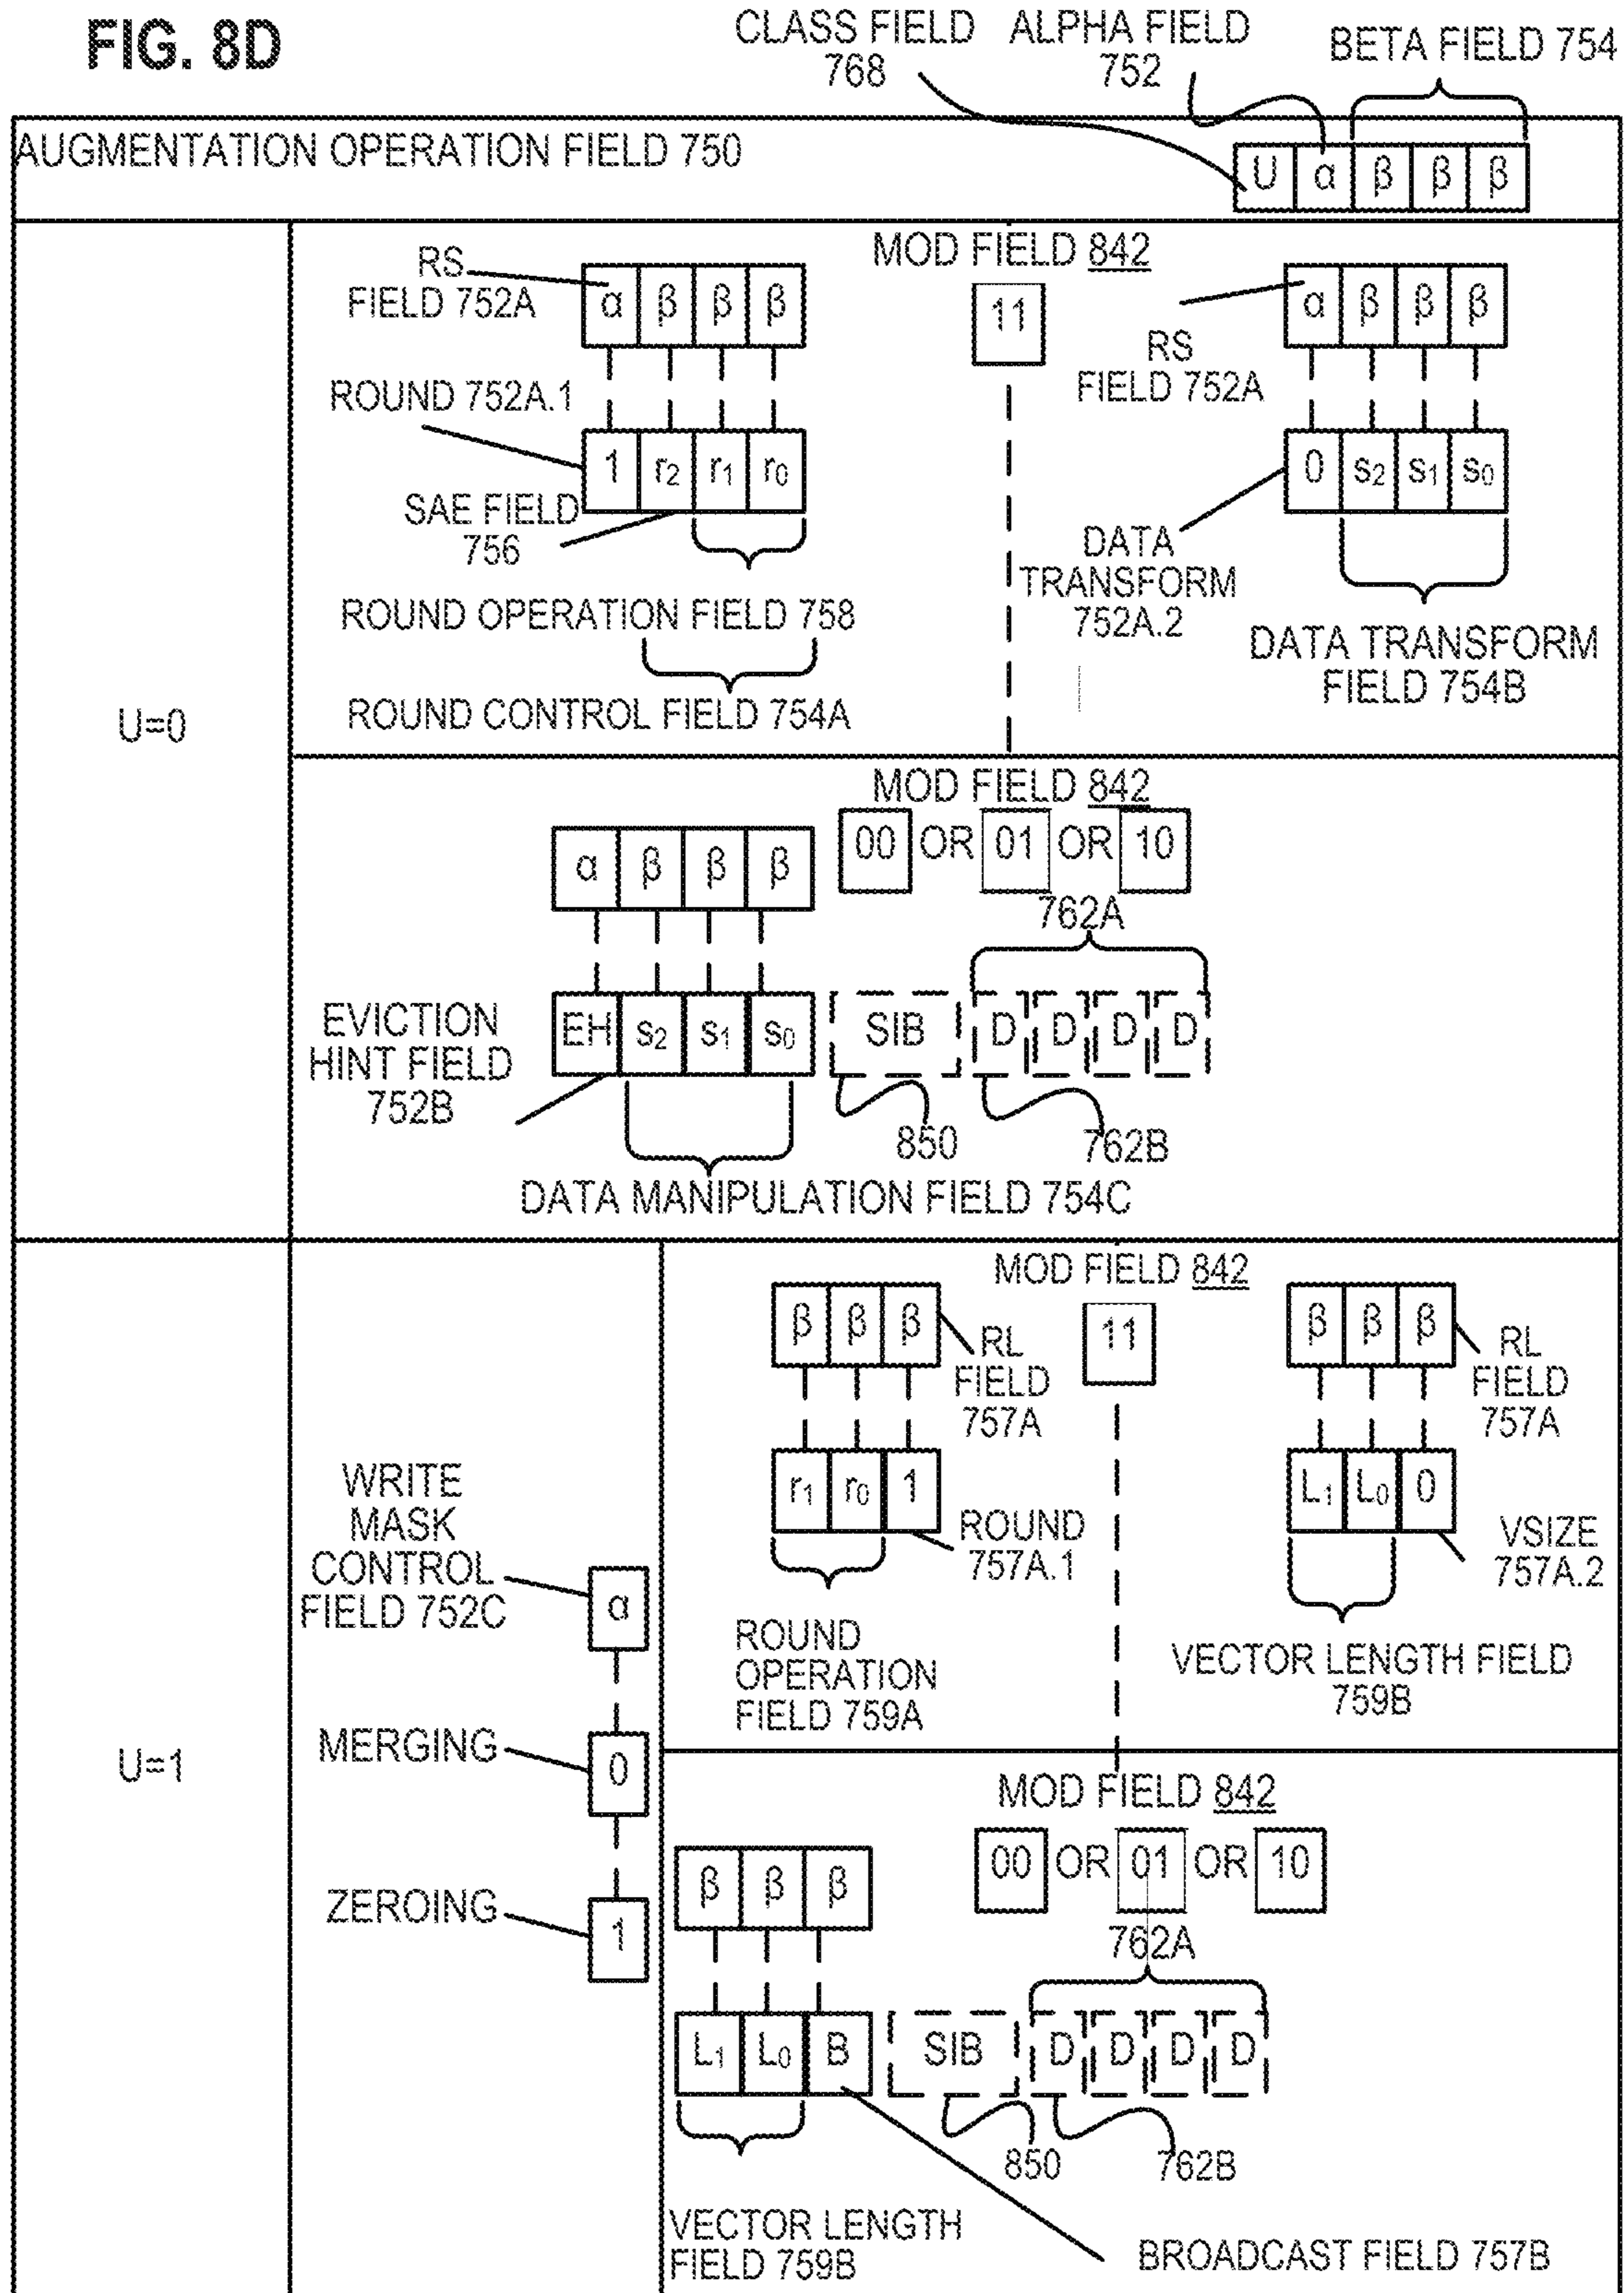 FIG. 8D
CLASS FIELD
768
ALPHA FIELD
752
BETA FIELD 754
AUGMENTATION OPERATION FIELD 750
U α β β β
U=0
MOD FIELD 842
11
RS
FIELD 752A
α β β β
ROUND 752A.1
1 r2 r1 r0
SAE FIELD
756
ROUND OPERATION FIELD 758
ROUND CONTROL FIELD 754A
α β β β
RS
FIELD 752A
0 s2 s1 s0
DATA
TRANSFORM
752A.2
DATA TRANSFORM
FIELD 754B
MOD FIELD 842
00 OR 01 OR 10
α β β β
762A
EVICTION
HINT FIELD
752B
EH s2 s1 s0 SIB D D D D
850
762B
DATA MANIPULATION FIELD 754C
U=1
WRITE
MASK
CONTROL
FIELD 752C
α
MERGING
0
ZEROING
1
MOD FIELD 842
11
β β β
RL
FIELD
757A
r1 r0 1
ROUND
757A.1
ROUND
OPERATION
FIELD 759A
β β β
RL
FIELD
757A
L1 L0 0
VSIZE
757A.2
VECTOR LENGTH FIELD
759B
MOD FIELD 842
00 OR 01 OR 10
β β β
762A
L1 L0 B SIB D D D D
850
762B
VECTOR LENGTH
FIELD 759B
BROADCAST FIELD 757B